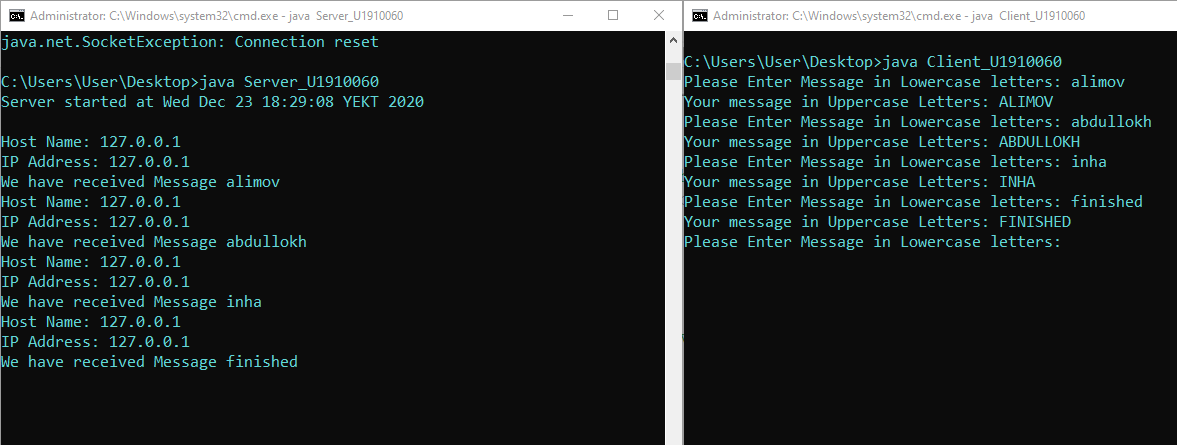 Administrator: C:\Windows\system32\cmd.exe - java  Server_U1910060
java.net.SocketException: Connection reset
C:\Users\User\Desktop>java Server_U1910060
Server started at Wed Dec 23 18:29:08 YEKT 2020
Host Name: 127.0.0.1
IP Address: 127.0.0.1
We have received Message alimov
Host Name: 127.0.0.1
IP Address: 127.0.0.1
We have received Message abdullokh
Host Name: 127.0.0.1
IP Address: 127.0.0.1
We have received Message inha
Host Name: 127.0.0.1
IP Address: 127.0.0.1
We have received Message finished
Administrator: C:\Windows\system32\cmd.exe - java  Client_U1910060
C:\Users\User\Desktop>java Client_U1910060
Please Enter Message in Lowercase letters: alimov
Your message in Uppercase Letters: ALIMOV
Please Enter Message in Lowercase letters: abdullokh
Your message in Uppercase Letters: ABDULLOKH
Please Enter Message in Lowercase letters: inha
Your message in Uppercase Letters: INHA
Please Enter Message in Lowercase letters: finished
Your message in Uppercase Letters: FINISHED
Please Enter Message in Lowercase letters: